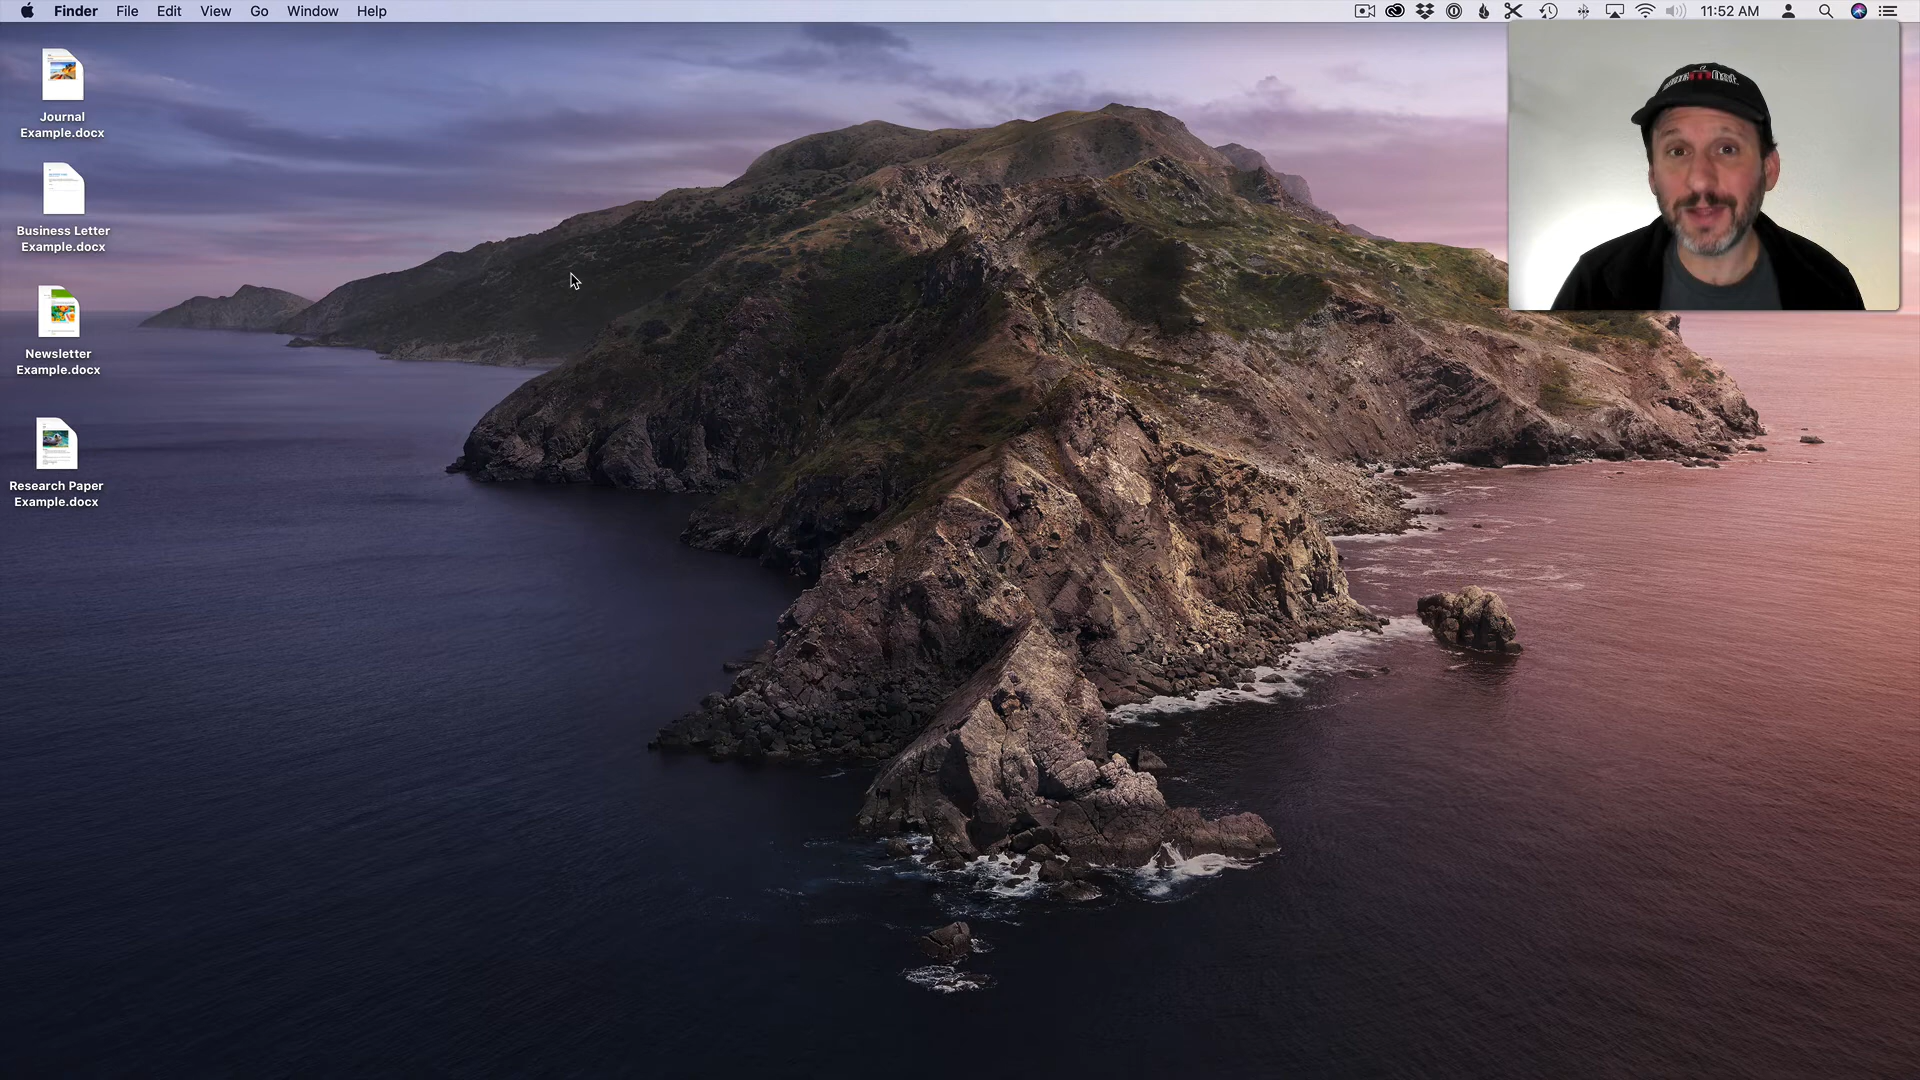 Finder File Edit View Go Window Help 11:52 AM
Journal
Example.docx
Business Letter
Example.docx
Newsletter
Example.docx
Research Paper
Example.docx